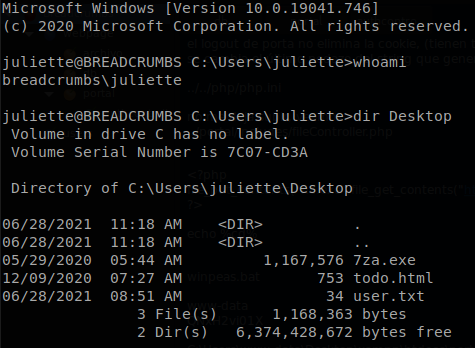 Microsoft Windows [Version 10.0.19041.746]
(c) 2020 Microsoft Corporation. All rights reserved.
juliette@BREADCRUMBS C:\Users\juliette>whoami
breadcrumbs\juliette
juliette@BREADCRUMBS C:\Users\juliette>dir Desktop
 Volume in drive C has no label.
 Volume Serial Number is 7C07-CD3A
 Directory of C:\Users\juliette\Desktop
06/28/2021  11:18 AM    <DIR>          .
06/28/2021  11:18 AM    <DIR>          ..
05/29/2020  05:44 AM         1,167,576 7za.exe
12/09/2020  07:27 AM               753 todo.html
06/28/2021  08:51 AM                34 user.txt
               3 File(s)      1,168,363 bytes
               2 Dir(s)   6,374,428,672 bytes free